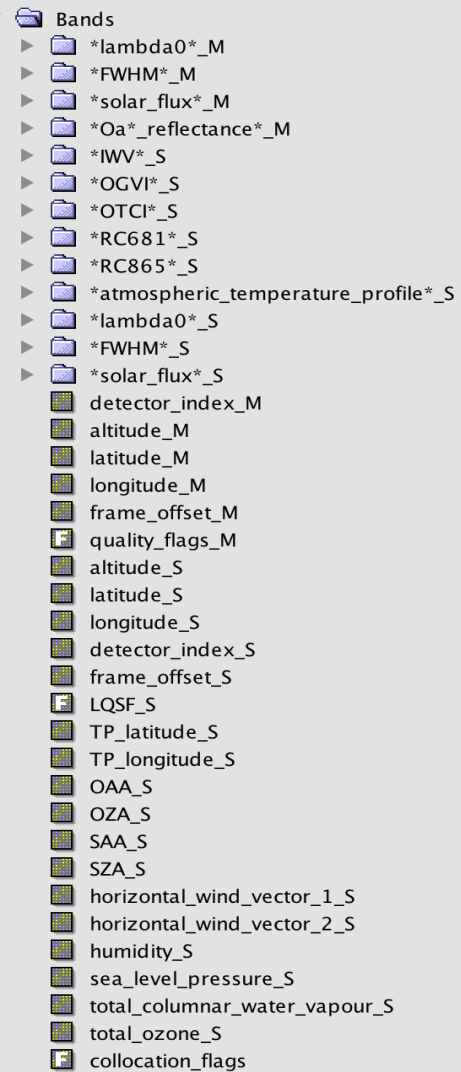 Bands
*lambda0*_M
*FWHM*_M
*solar_flux*_M
*Oa*_reflectance*_M
*IWV*_S
*OGVI*_S
*OTCI*_S
*RC681*_S
*RC865*_S
*atmospheric_temperature_profile*_S
*lambda0*_S
*FWHM*_S
*solar_flux*_S
detector_index_M
altitude_M
latitude_M
longitude_M
frame_offset_M
F quality_flags_M
altitude_S
latitude_S
longitude_S
detector_index_S
frame_offset_S
F LQSF_S
TP_latitude_S
TP_longitude_S
OAA_S
OZA_S
SAA_S
SZA_S
horizontal_wind_vector_1_S
horizontal_wind_vector_2_S
humidity_S
sea_level_pressure_S
total_columnar_water_vapour_S
total_ozone_S
F collocation_flags